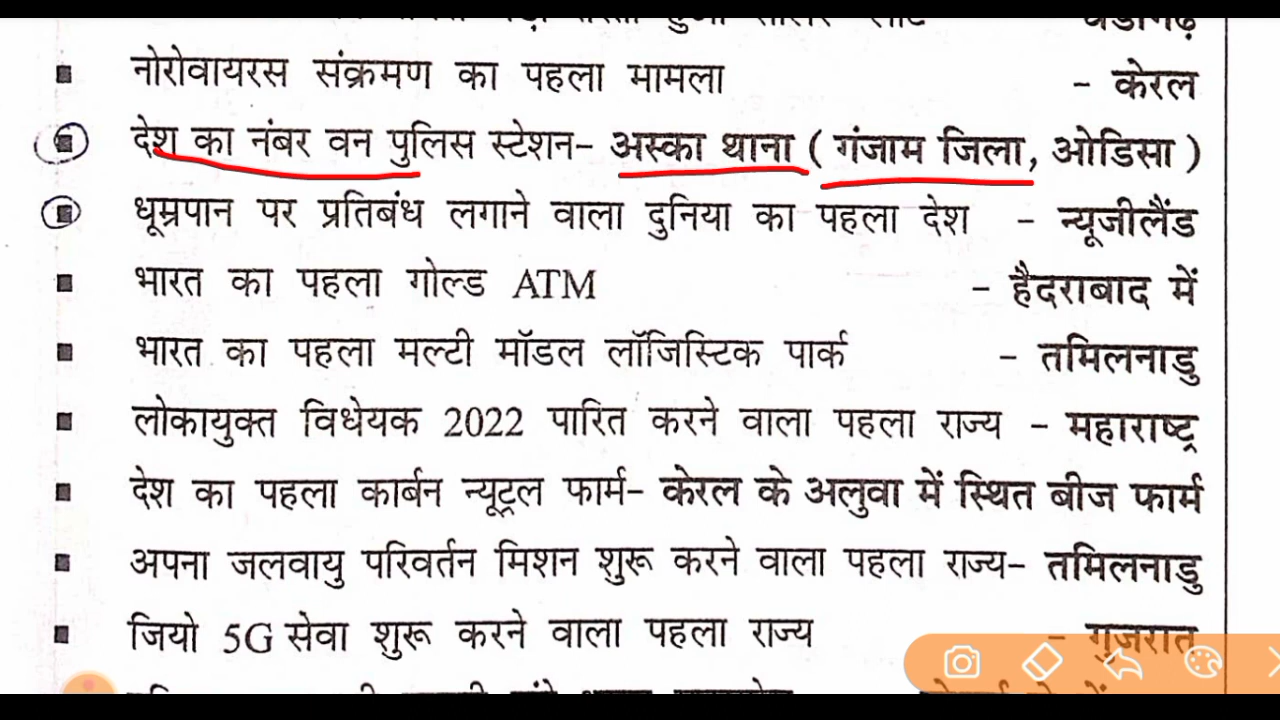 नोरोवायरस संक्रमण का पहला मामला - केरल
देश का नंबर वन पुलिस स्टेशन- अस्का थाना ( गंजाम जिला, ओडिसा )
धूम्रपान पर प्रतिबंध लगाने वाला दुनिया का पहला देश - न्यूजीलैंड
भारत का पहला गोल्ड ATM - हैदराबाद में
भारत का पहला मल्टी मॉडल लॉजिस्टिक पार्क - तमिलनाडु
लोकायुक्त विधेयक 2022 पारित करने वाला पहला राज्य - महाराष्ट्र
देश का पहला कार्बन न्यूट्रल फार्म- केरल के अलुवा में स्थित बीज फार्म
अपना जलवायु परिवर्तन मिशन शुरू करने वाला पहला राज्य- तमिलनाडु
जियो 5G सेवा शुरू करने वाला पहला राज्य - गुजरात